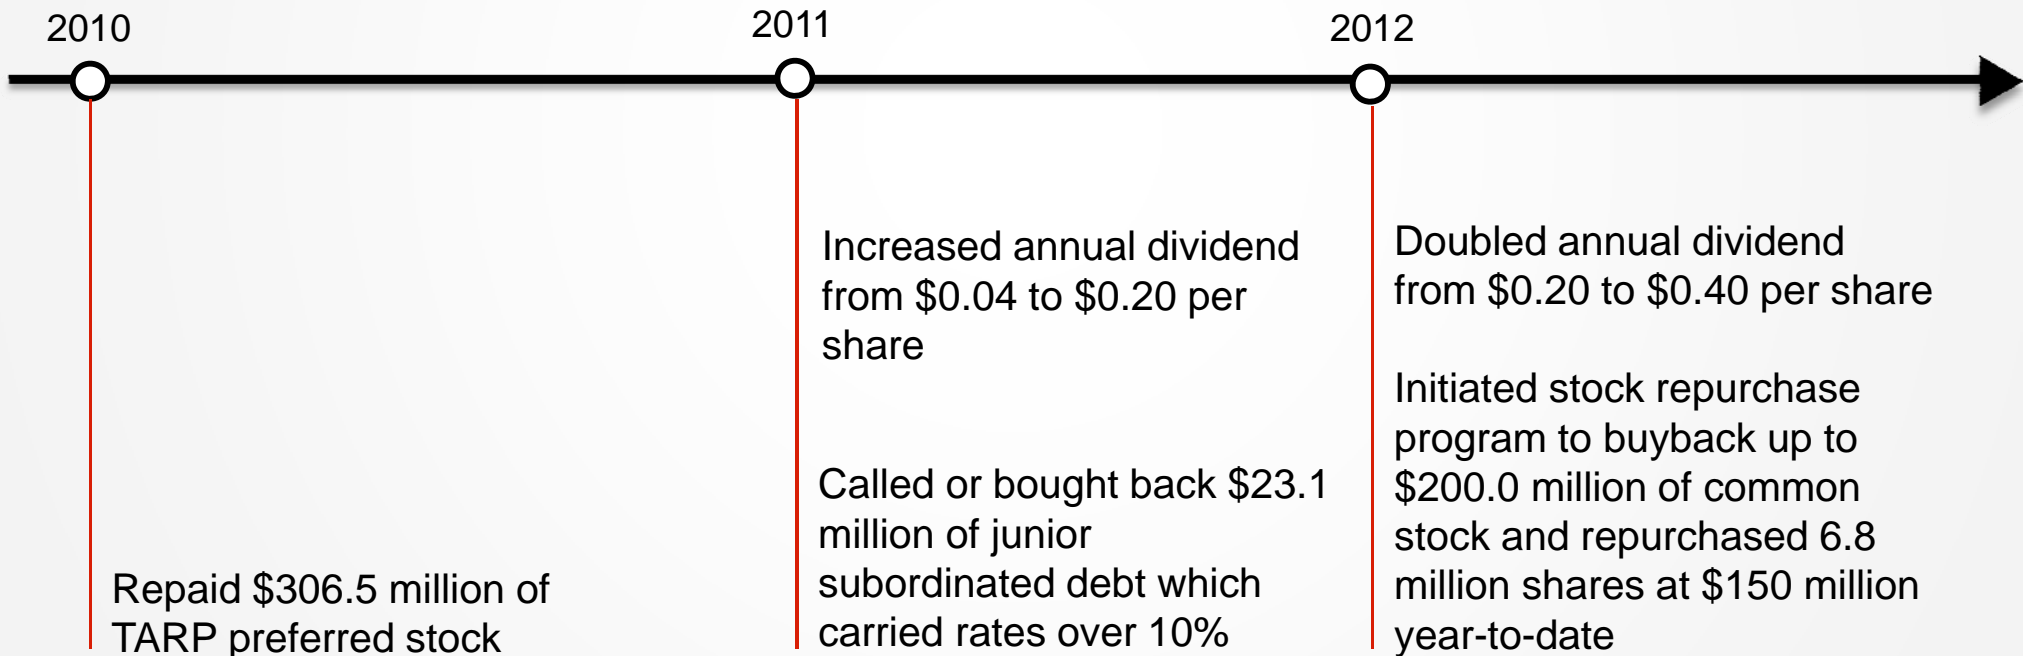 2010
2011
2012
Repaid $306.5 million of
TARP preferred stock
Increased annual dividend
from $0.04 to $0.20 per
share
Called or bought back $23.1
million of junior
subordinated debt which
carried rates over 10%
Doubled annual dividend
from $0.20 to $0.40 per share
Initiated stock repurchase
program to buyback up to
$200.0 million of common
stock and repurchased 6.8
million shares at $150 million
year-to-date